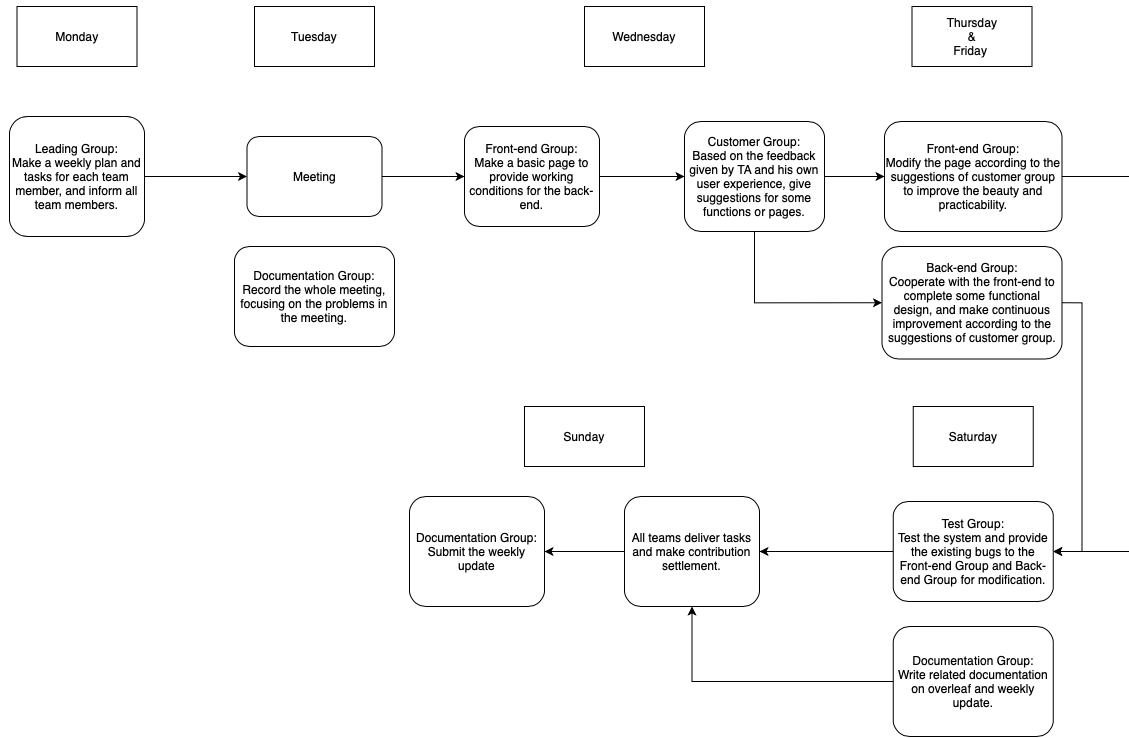 Monday
Tuesday
Wednesday
Thursday
&
Friday
Leading Group:
Make a weekly plan and
tasks for each team
member, and inform all
team members.
Meeting
Front-end Group:
Make a basic page to
provide working
conditions for the back-
end.
Customer Group:
Based on the feedback
given by TA and his own
user experience, give
suggestions for some
functions or pages.
Front-end Group:
Modify the page according to the
suggestions of customer group
to improve the beauty and
practicability.
Documentation Group:
Record the whole meeting,
focusing on the problems in
the meeting.
Back-end Group:
Cooperate with the front-end to
complete some functional
design, and make continuous
improvement according to the
suggestions of customer group.
Sunday
Saturday
Documentation Group:
Submit the weekly
update
All teams deliver tasks
and make contribution
settlement.
Test Group:
Test the system and provide
the existing bugs to the
Front-end Group and Back-
end Group for modification.
Documentation Group:
Write related documentation
on overleaf and weekly
update.